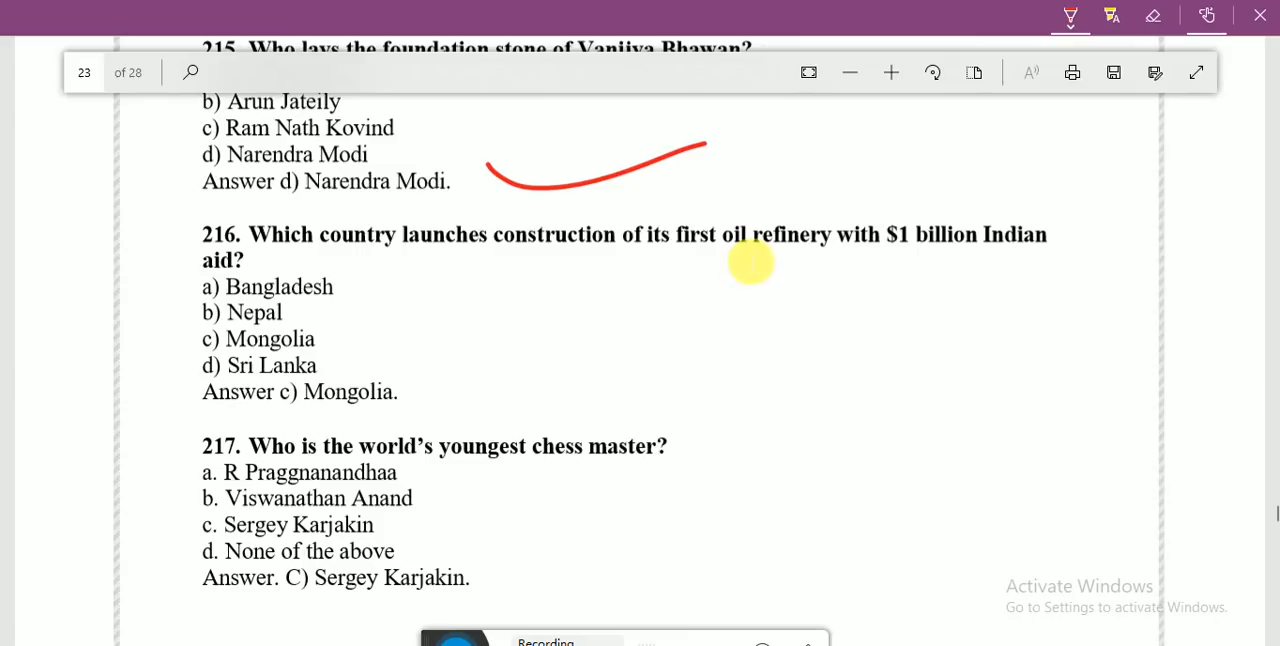 215. Who lays the foundation stone of Vanijya Bhawan?
23 of 28
b) Arun Jateily
c) Ram Nath Kovind
d) Narendra Modi
Answer d) Narendra Modi.
216. Which country launches construction of its first oil refinery with $1 billion Indian
aid?
a) Bangladesh
b) Nepal
c) Mongolia
d) Sri Lanka
Answer c) Mongolia.
217. Who is the world’s youngest chess master?
a. R Praggnanandhaa
b. Viswanathan Anand
c. Sergey Karjakin
d. None of the above
Answer. C) Sergey Karjakin.
Activate Windows
Go to Settings to activate Windows.
Recording